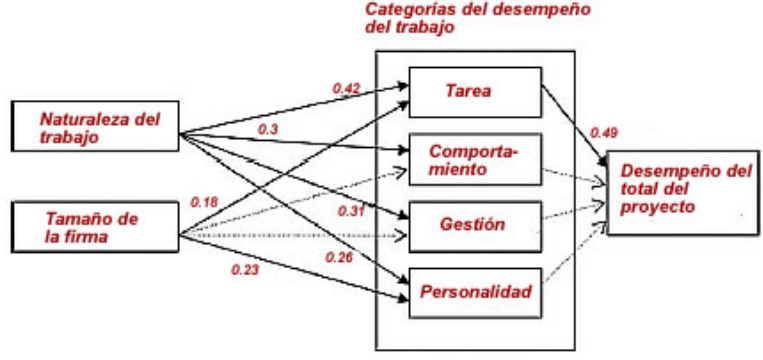 Categorías del desempeño
del trabajo
Naturaleza del
trabajo
Tamaño de
la firma
0.42
0.3
0.18
0.31
0.26
0.23
Tarea
Comporta-
miento
Gestión
Personalidad
0.49
Desempeño del
total del
proyecto